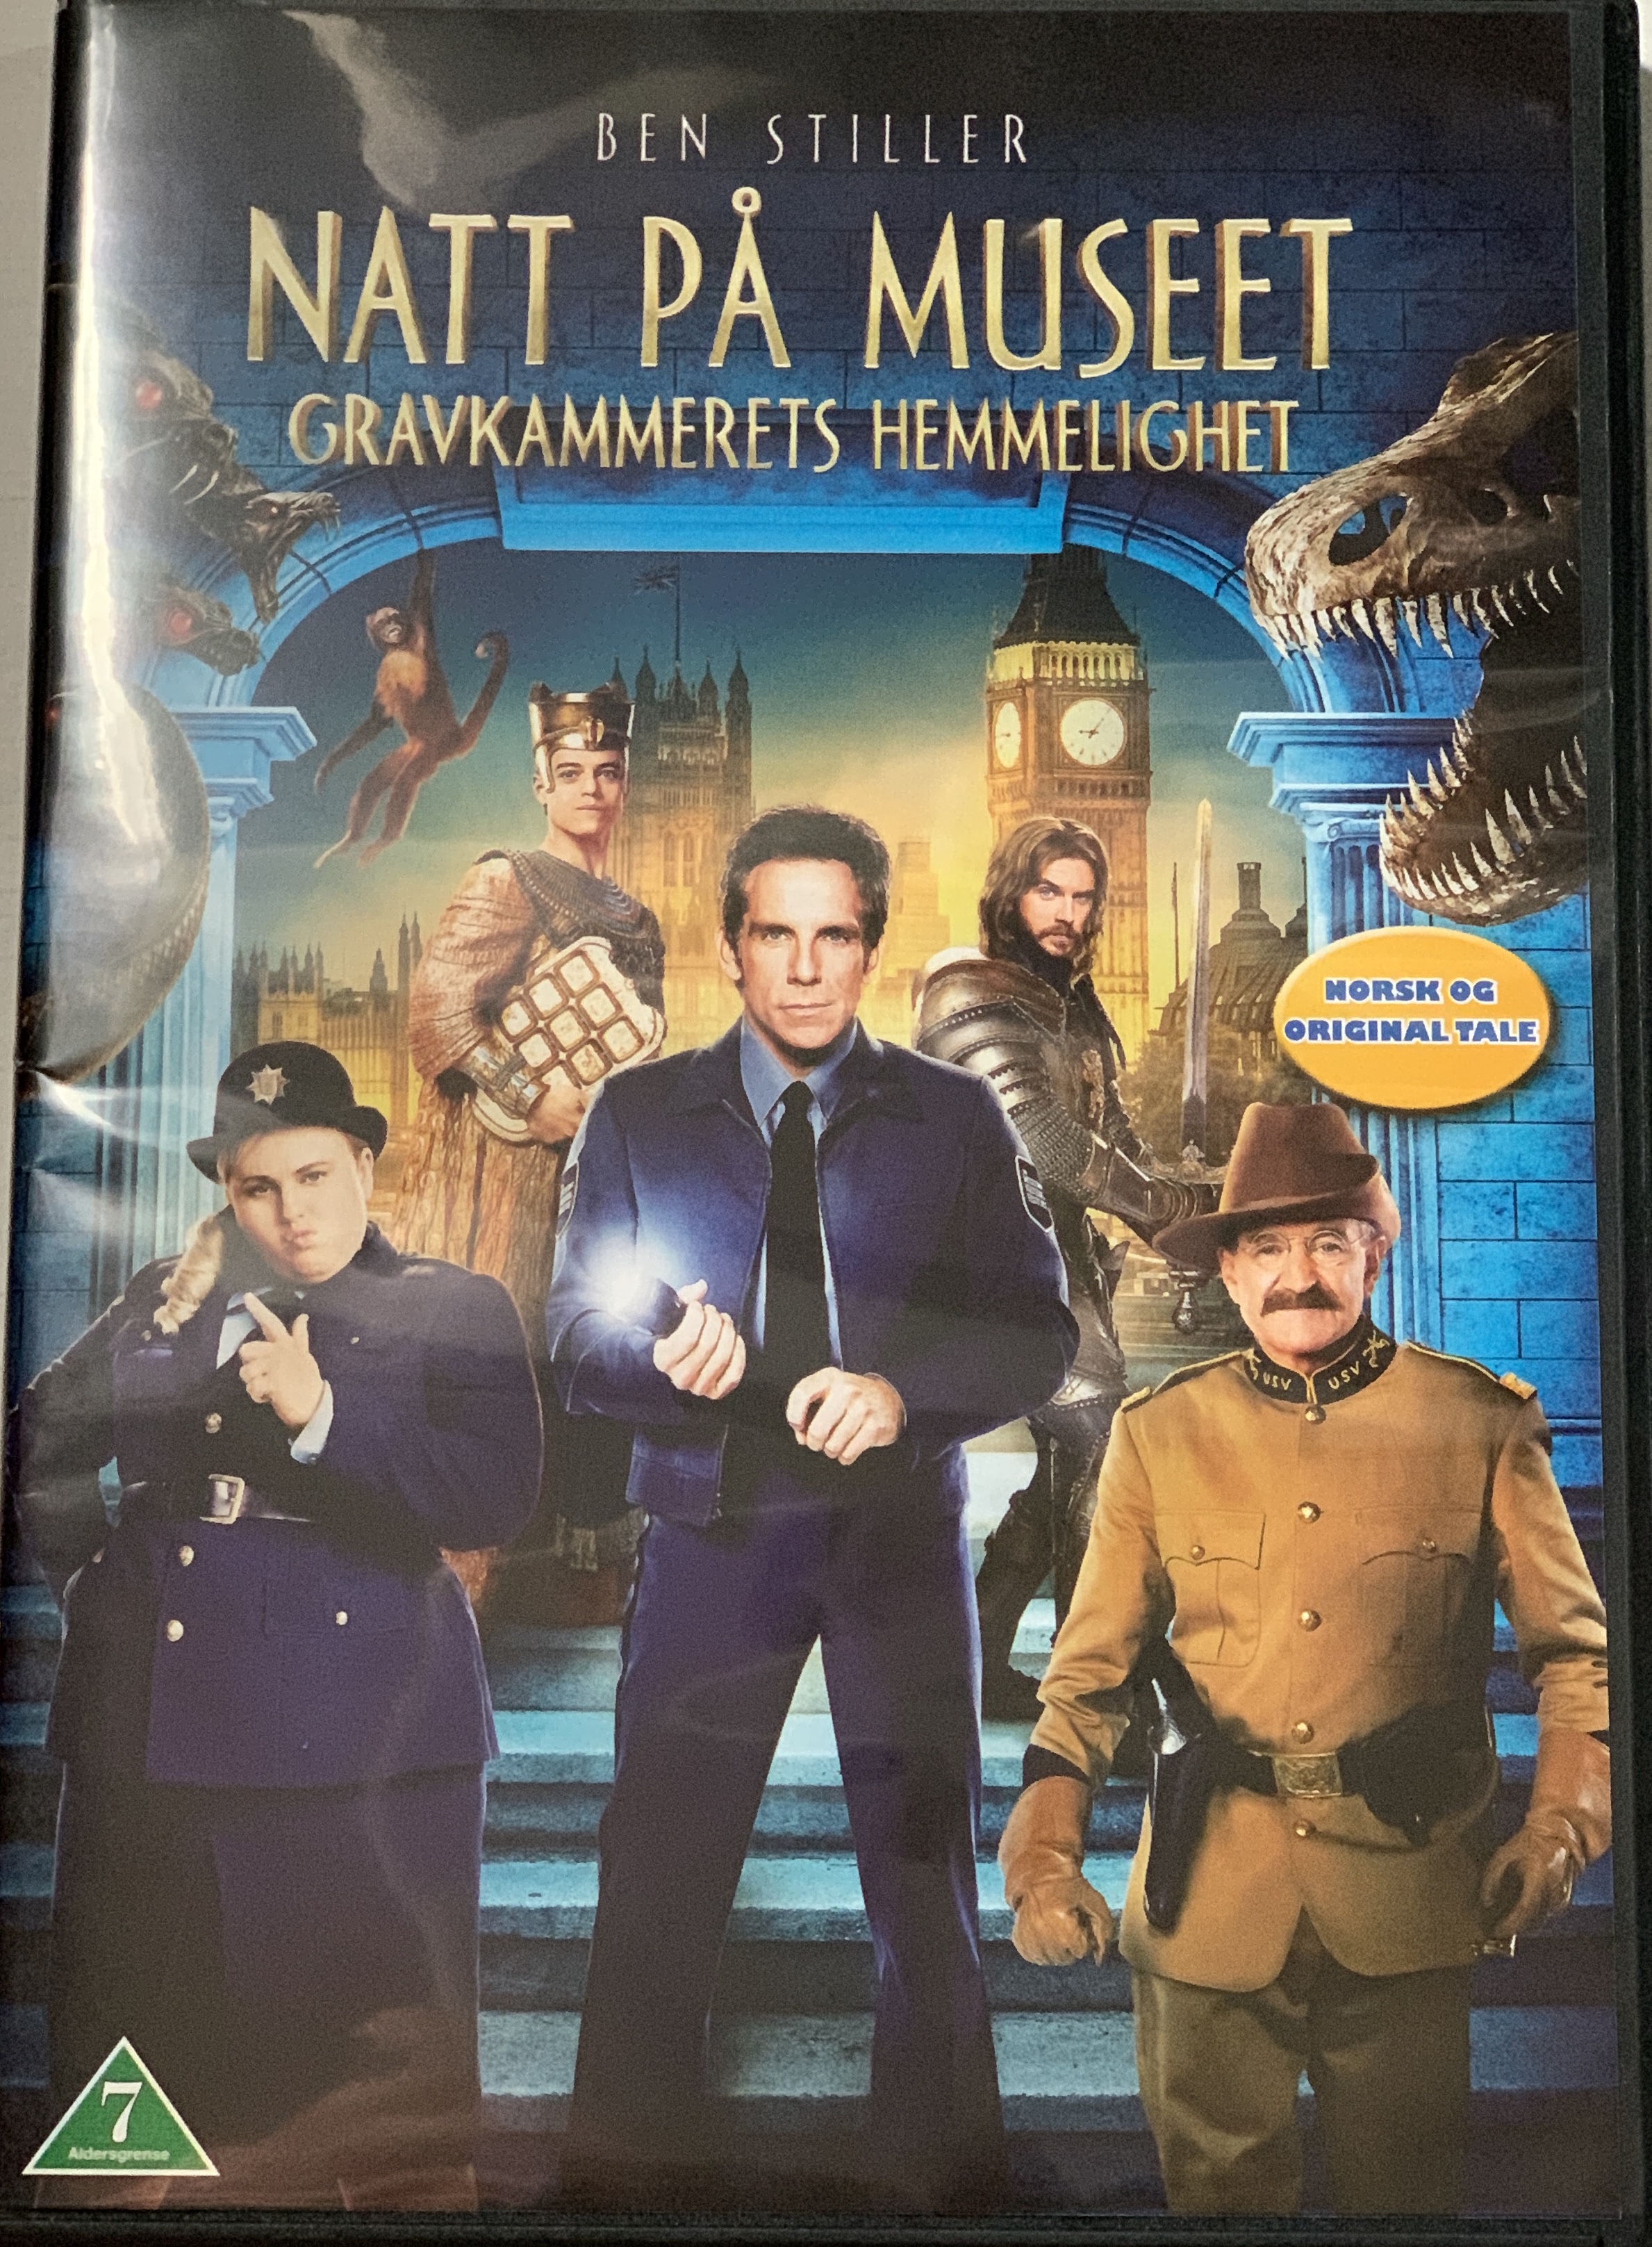 BEN STILLER
NATT PÅ MUSEET
GRAVKAMMERETS HEMMELIGHET
NORSK OG
ORIGINAL TALE
USV USV
7
Aldersgrense